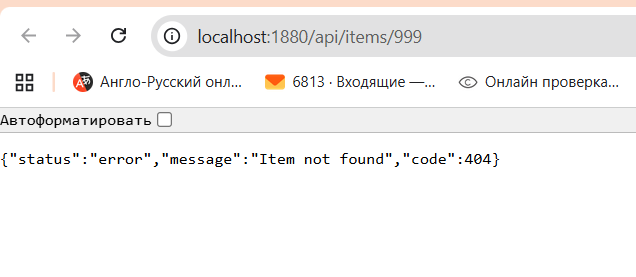 localhost:1880/api/items/999
Англо-Русский онл... 6813 · Входящие —... Онлайн проверка...
Автоформатировать
{"status":"error","message":"Item not found","code":404}